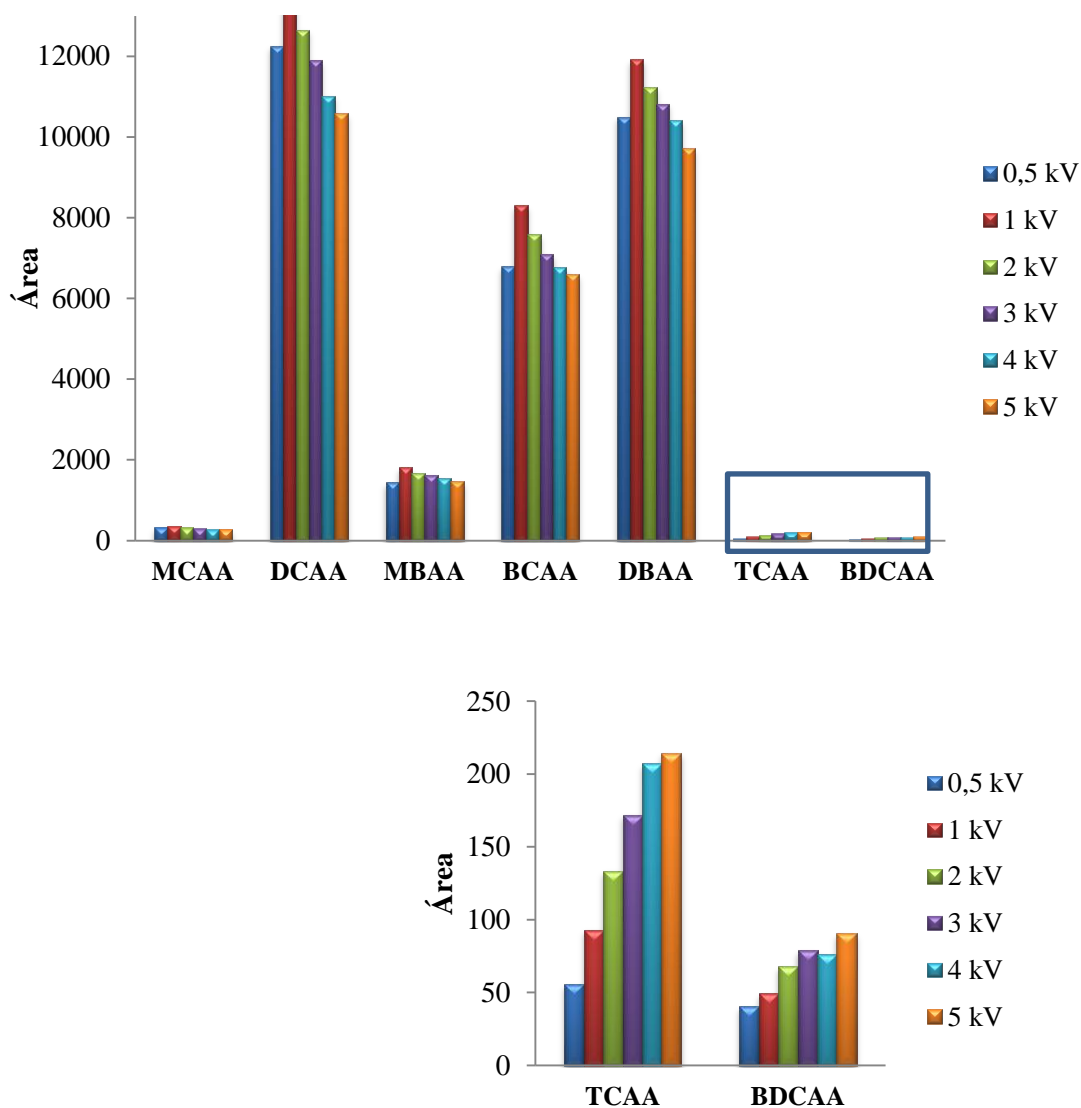 12000
10000
8000
6000
4000
2000
0
Área
MCAA DCAA MBAA BCAA DBAA TCAA BDCAA
0,5 kV
1 kV
2 kV
3 kV
4 kV
5 kV
250
200
150
100
50
0
Área
TCAA BDCAA
0,5 kV
1 kV
2 kV
3 kV
4 kV
5 kV